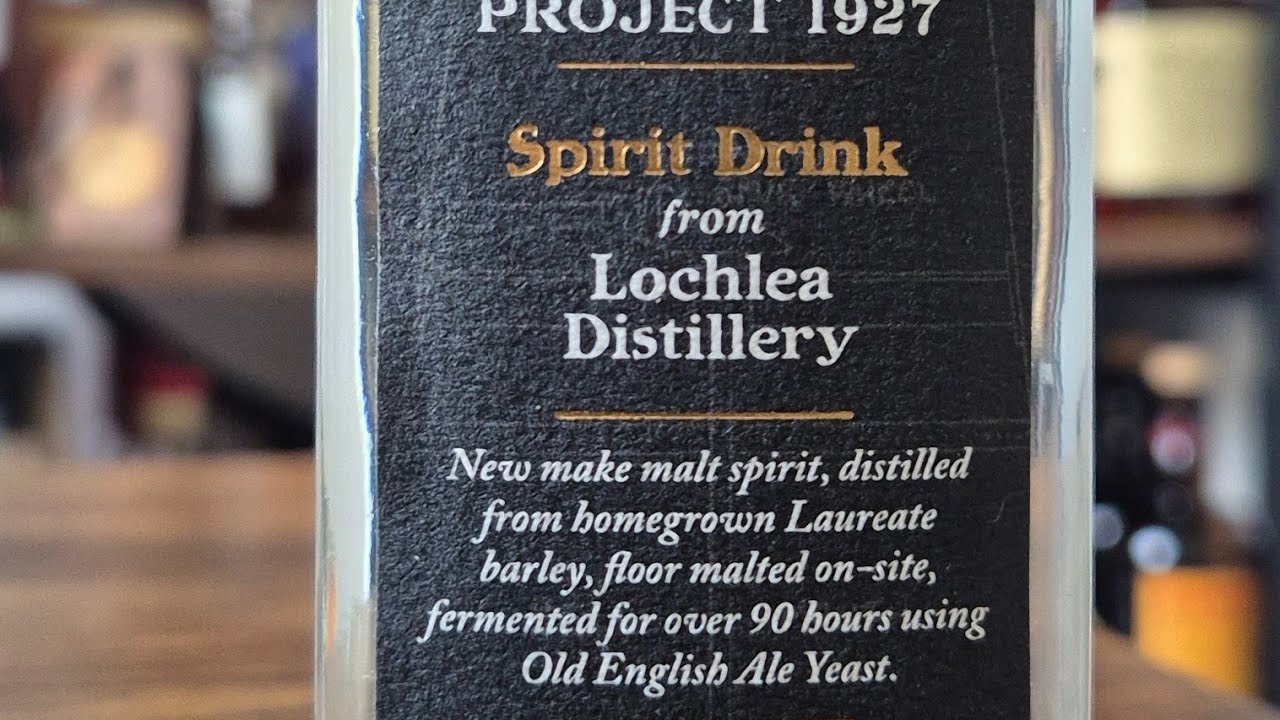 PROJECT 1927
Spirit Drink
from
Lochlea
Distillery
New make malt spirit, distilled
from homegrown Laureate
barley, floor malted on-site,
fermented for over 90 hours using
Old English Ale Yeast.